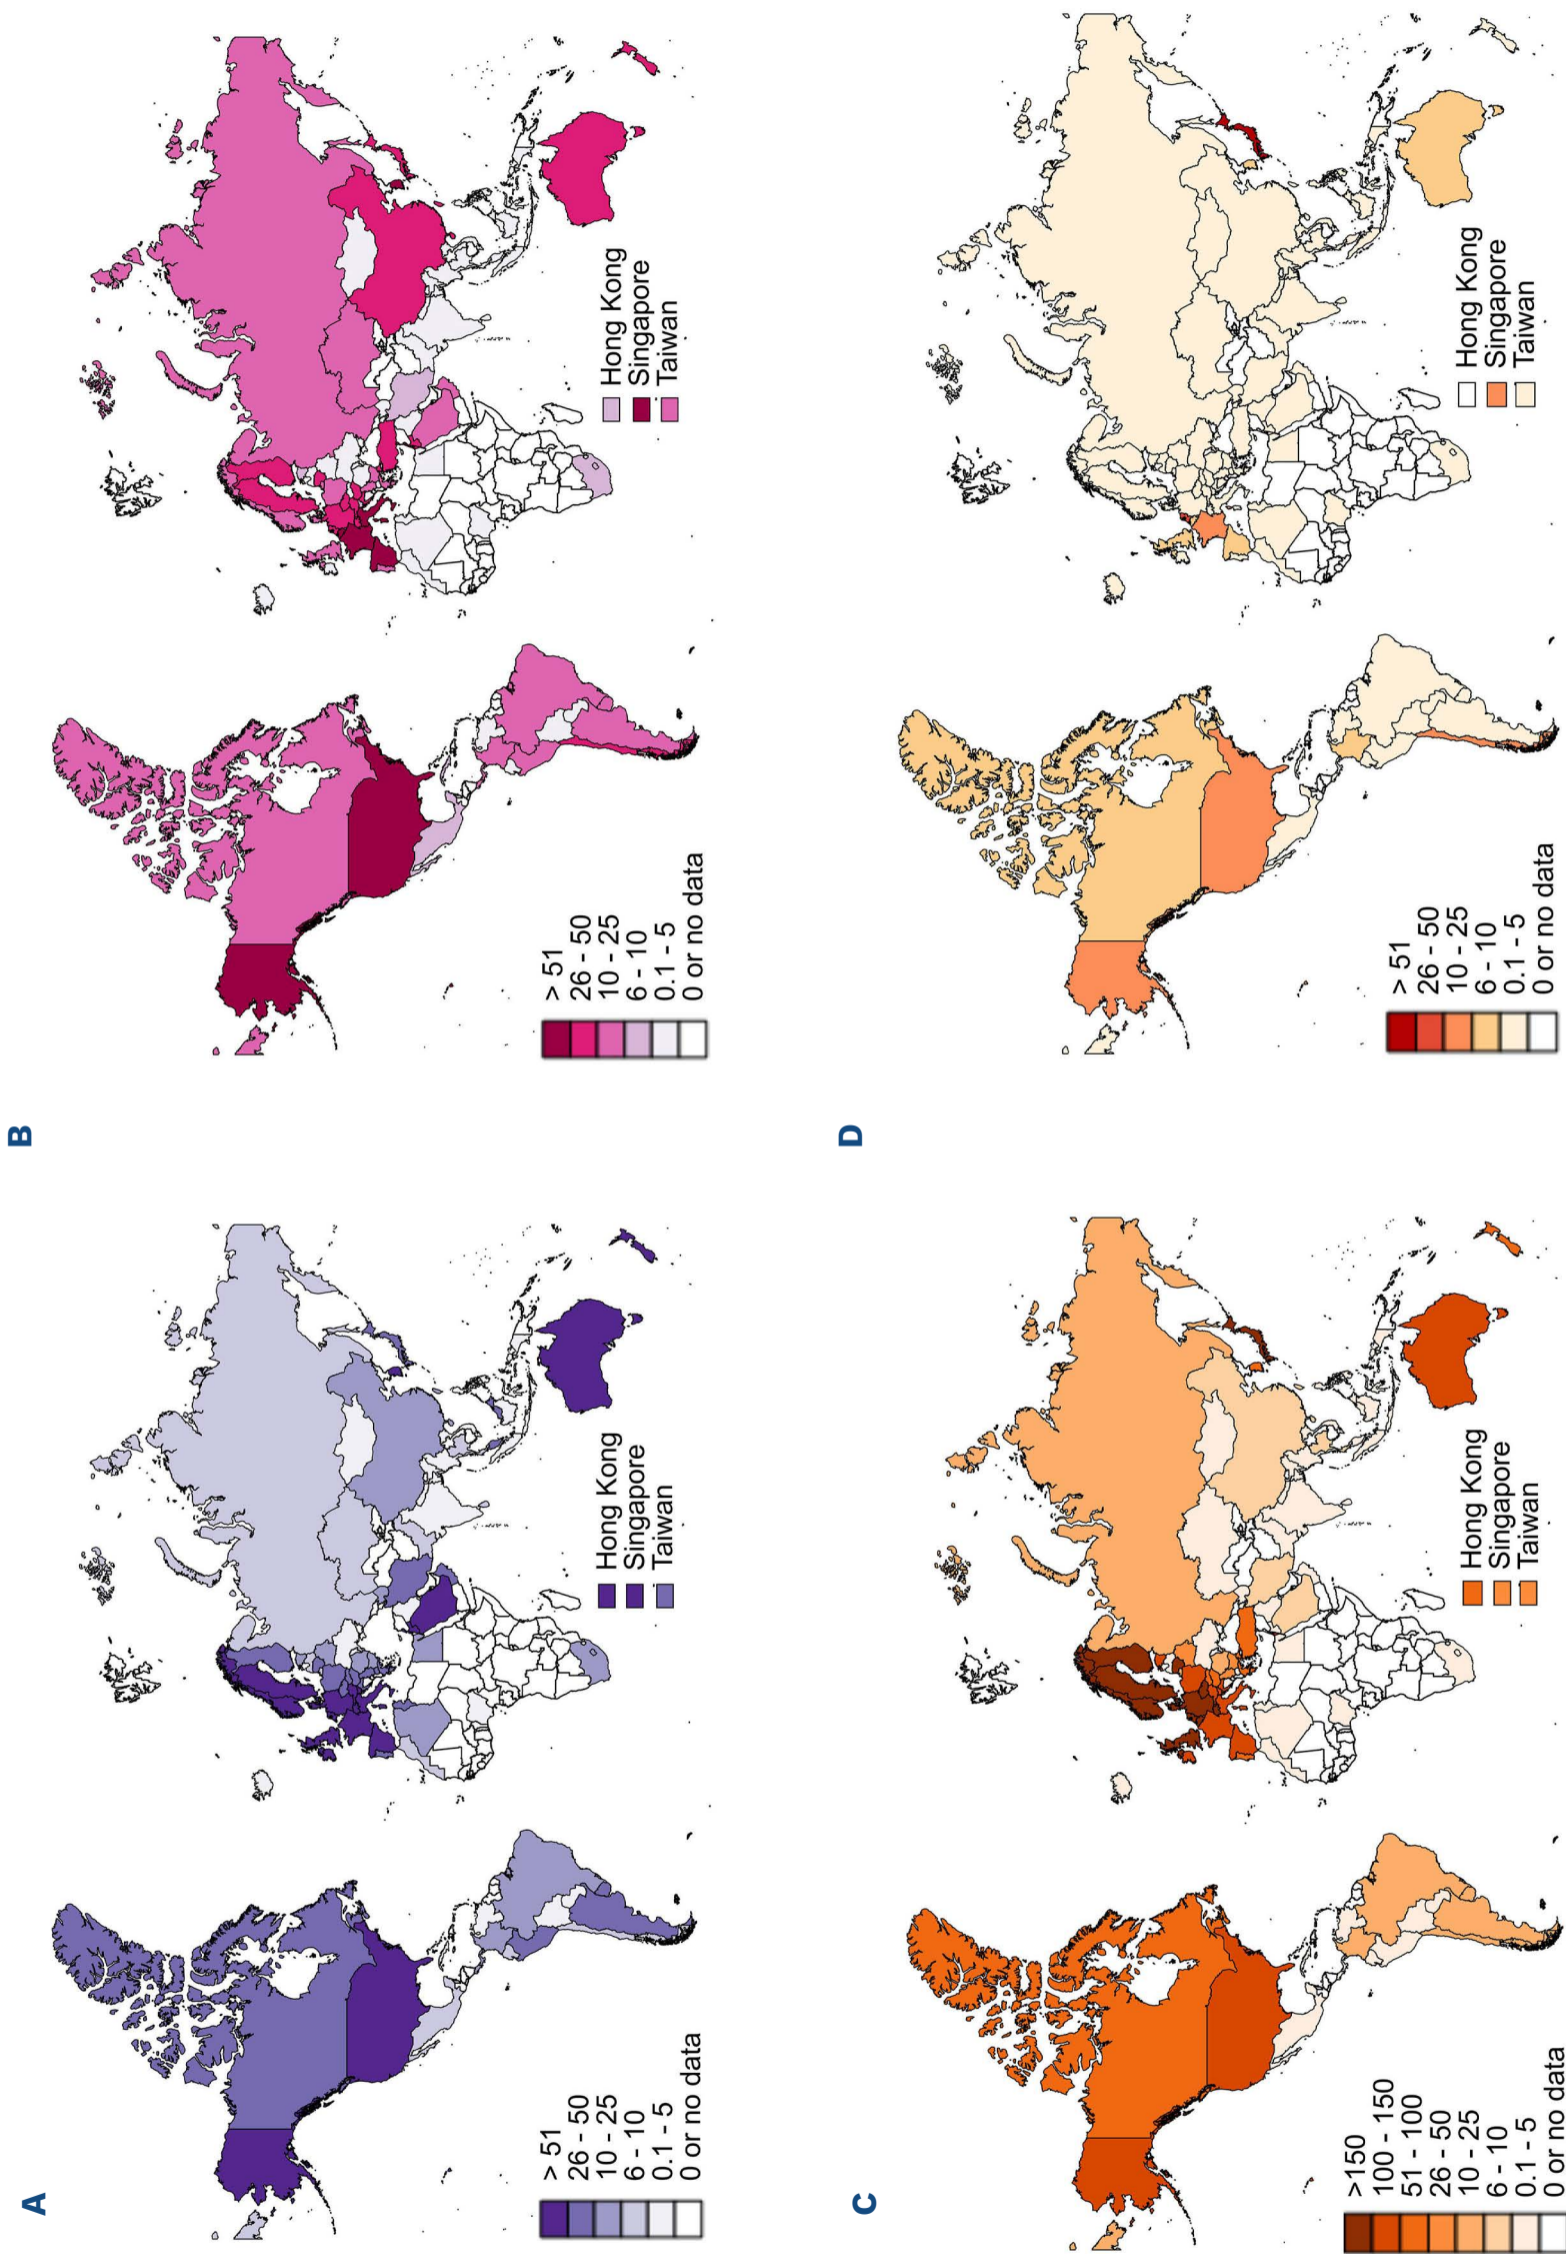 A
> 51
26 - 50
10 - 25
6 - 10
0.1 - 5
0 or no data
Hong Kong
Singapore
Taiwan
B
> 51
26 - 50
10 - 25
6 - 10
0.1 - 5
0 or no data
Hong Kong
Singapore
Taiwan
C
>150
100 - 150
51 - 100
26 - 50
10 - 25
6 - 10
0.1 - 5
0 or no data
Hong Kong
Singapore
Taiwan
D
> 51
26 - 50
10 - 25
6 - 10
0.1 - 5
0 or no data
Hong Kong
Singapore
Taiwan